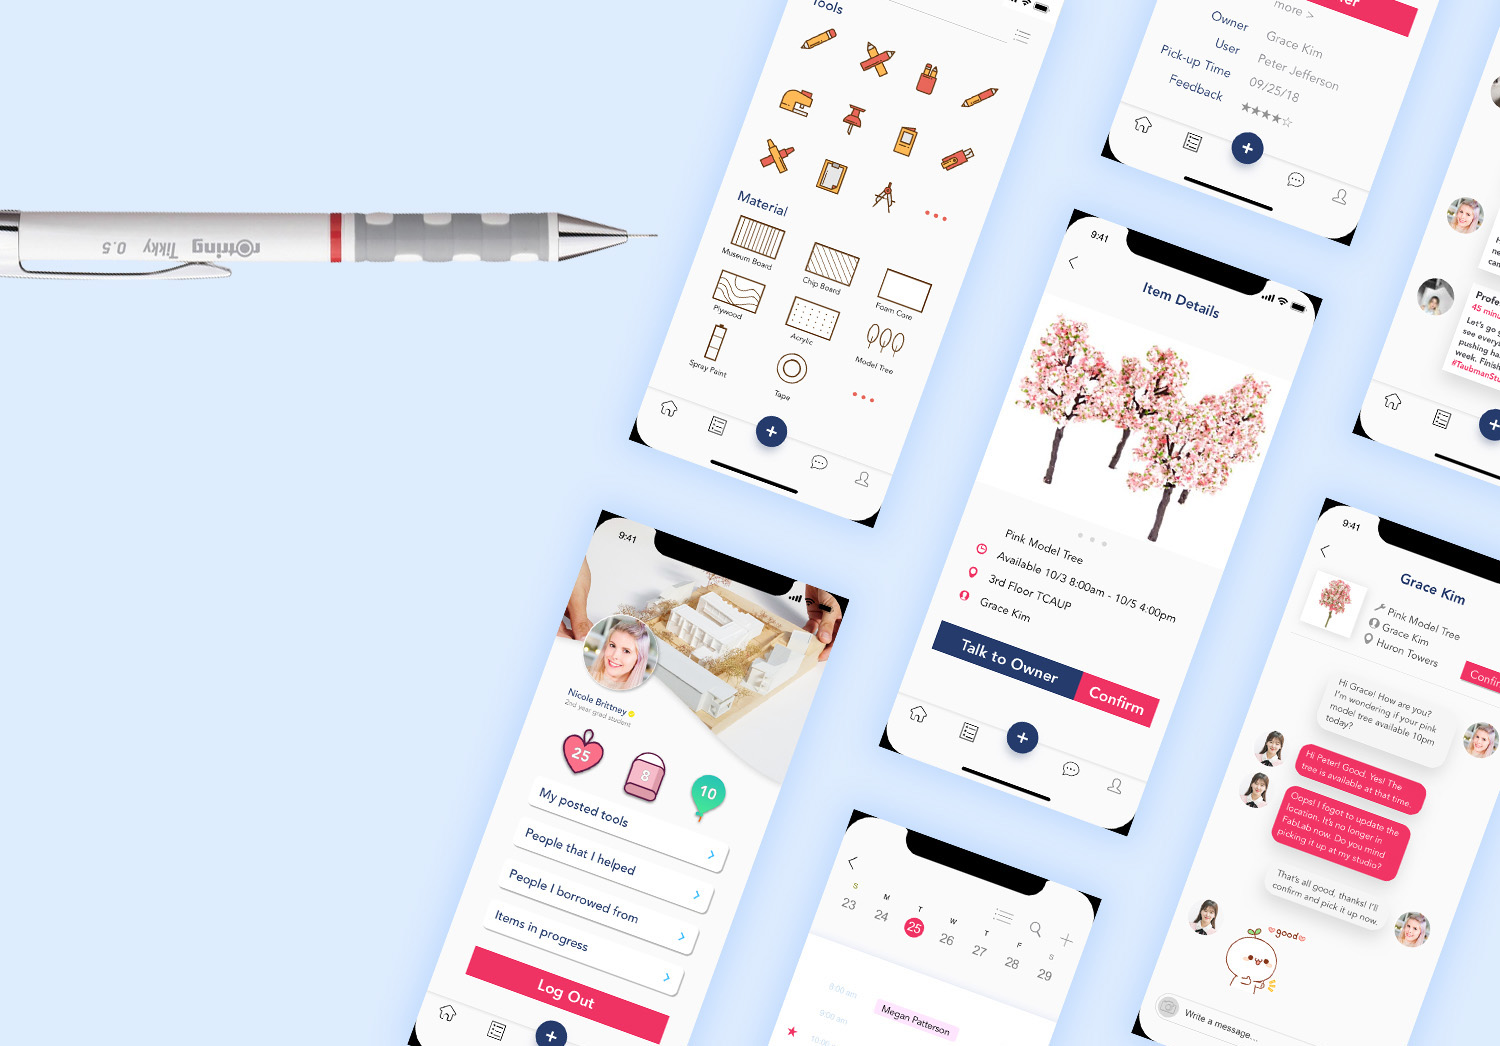 rotring Tikky 0.5
Tools
Material
Museum Board
Chip Board
Foam Core
Plywood
Acrylic
Model Tree
Spray Paint
Tape
more >
Owner Grace Kim
User Peter Jefferson
Pick-up Time 09/25/18
Feedback
9:41
Item Details
Pink Model Tree
Available 10/3 8:00am - 10/5 4:00pm
3rd Floor TCAUP
Grace Kim
Talk to Owner
Confirm
45 minu
Let's go
see every
pushing ha
week. Finish
#TaubmanStu
9:41
Nicole Brittney
2nd year grad student
25
8
10
My posted tools
People that I helped
People I borrowed from
Items in progress
Log Out
S M T W T F S
23 24 25 26 27 28 29
8:00 am
9:00 am
Megan Patterson
9:41
Grace Kim
Pink Model Tree
Grace Kim
Huron Towers
Confir
Hi Grace! How are you?
I'm wondering if your pink
model tree available 10pm
today?
Hi Peter! Good. Yes! The
tree is available at that time.
Oops! I fogot to update the
location. It's no longer in
FabLab now. Do you mind
picking it up at my studio?
That's all good, thanks! I'll
confirm and pick it up now.
good
Write a message...